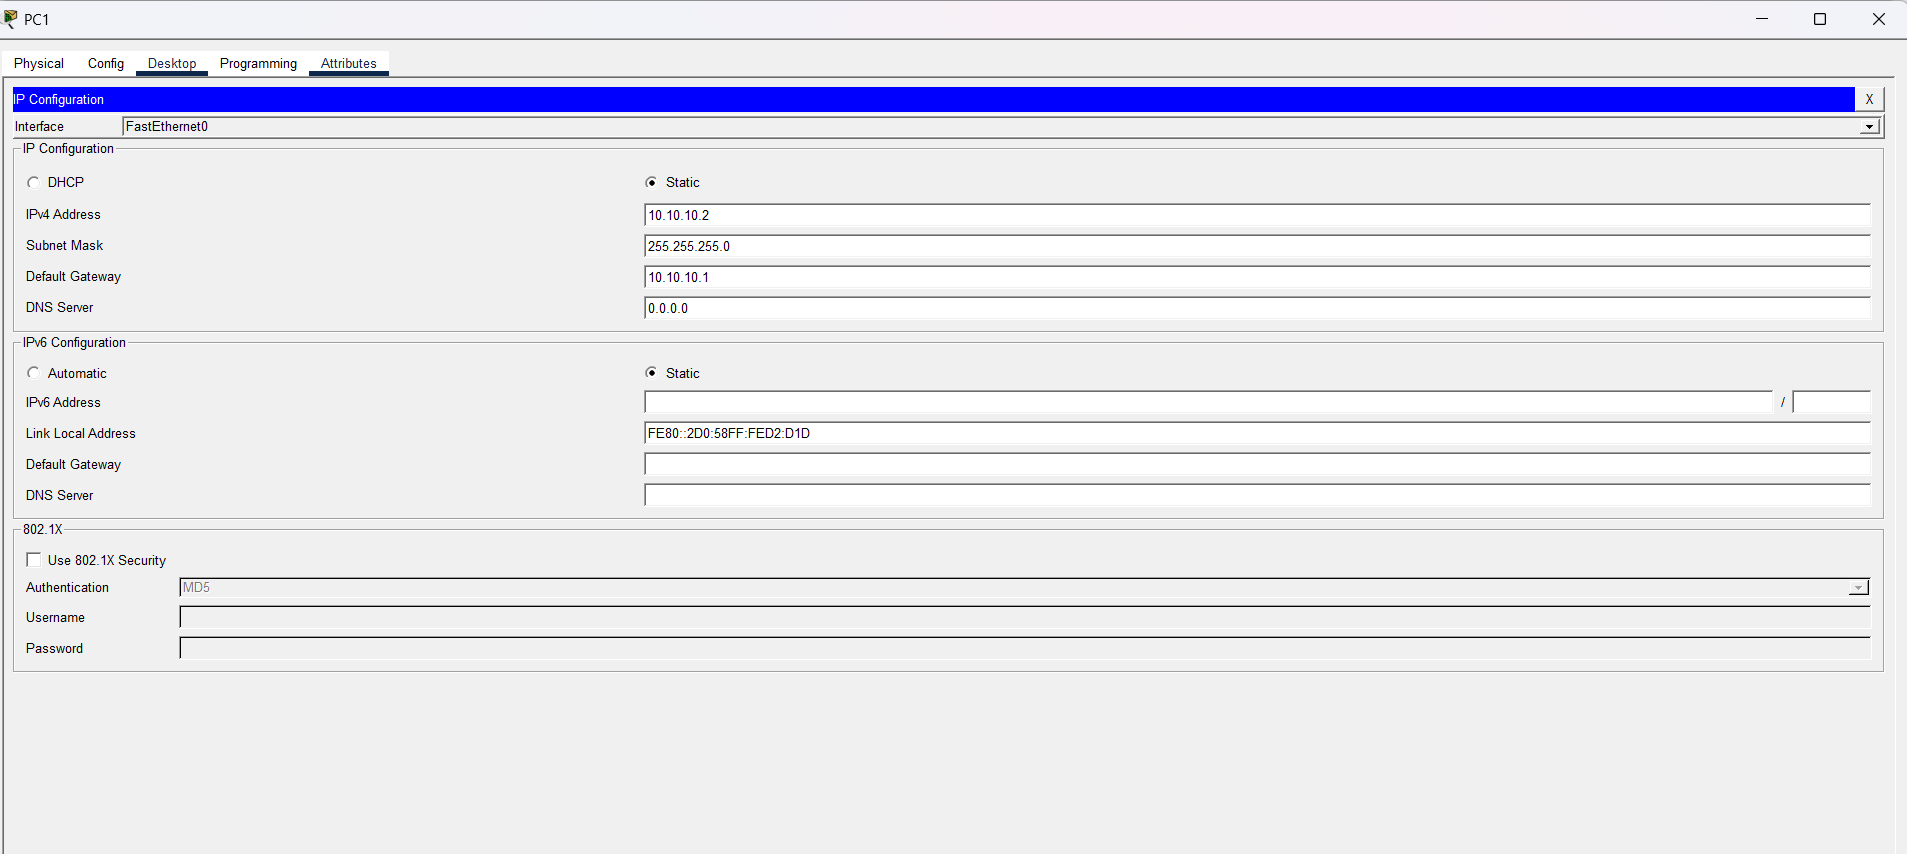 PC1
Physical Config Desktop Programming Attributes
IP Configuration X
Interface FastEthernet0
IP Configuration
DHCP Static
IPv4 Address 10.10.10.2
Subnet Mask 255.255.255.0
Default Gateway 10.10.10.1
DNS Server 0.0.0.0
IPv6 Configuration
Automatic Static
IPv6 Address /
Link Local Address FE80::2D0:58FF:FED2:D1D
Default Gateway
DNS Server
802.1X
Use 802.1X Security
Authentication MD5
Username
Password